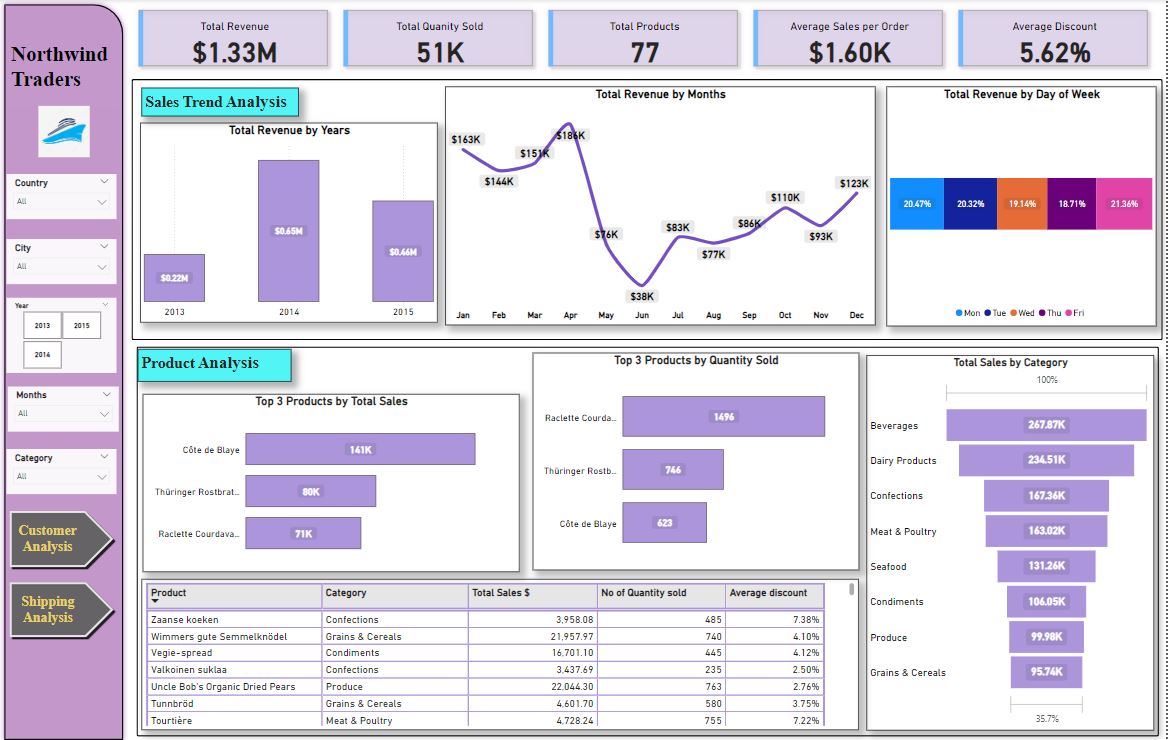 Northwind
Traders
Country
All
City
All
Year
2013
2015
2014
Months
All
Category
All
Customer
Analysis
Shipping
Analysis
Total Revenue
$1.33M
Total Quanity Sold
51K
Total Products
77
Average Sales per Order
$1.60K
Average Discount
5.62%
Sales Trend Analysis
Total Revenue by Years
$0.22M
$0.65M
$0.46M
2013
2014
2015
Total Revenue by Months
$163K
$144K
$151K
$186K
$76K
$38K
$83K
$77K
$86K
$110K
$93K
$123K
Jan Feb Mar Apr May Jun Jul Aug Sep Oct Nov Dec
Total Revenue by Day of Week
20.47% 20.32% 19.14% 18.71% 21.36%
Mon Tue Wed Thu Fri
Product Analysis
Top 3 Products by Total Sales
Côte de Blaye 141K
Thüringer Rostbrat... 80K
Raclette Courdava... 71K
Top 3 Products by Quantity Sold
Raclette Courda... 1496
Thüringer Rostb... 746
Côte de Blaye 623
Total Sales by Category
100%
Beverages 267.87K
Dairy Products 234.51K
Confections 167.36K
Meat & Poultry 163.02K
Seafood 131.26K
Condiments 106.05K
Produce 99.98K
Grains & Cereals 95.74K
35.7%
Product Category Total Sales $ No of Quantity sold Average discount
Zaanse koeken Confections 3,958.08 485 7.38%
Wimmers gute Semmelknödel Grains & Cereals 21,957.97 740 4.10%
Vegie-spread Condiments 16,701.10 445 4.12%
Valkoinen suklaa Confections 3,437.69 235 2.50%
Uncle Bob's Organic Dried Pears Produce 22,044.30 763 2.76%
Tunnbröd Grains & Cereals 4,601.70 580 3.75%
Tourtière Meat & Poultry 4,728.24 755 7.22%